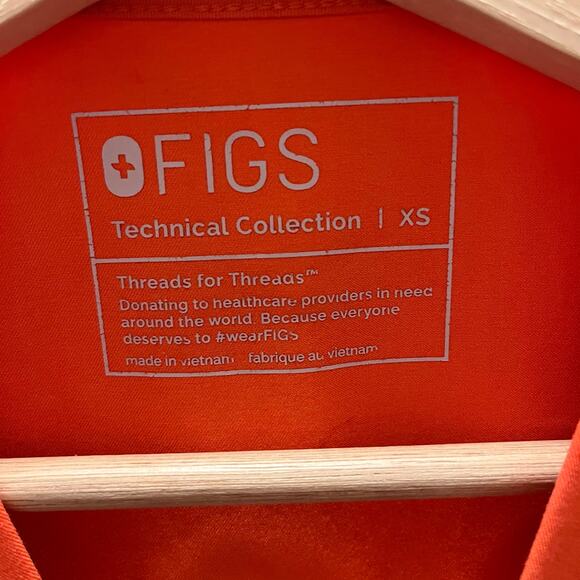 FIGS
Technical Collection | XS
Threads for Threads™
Donating to healthcare providers in need
around the world. Because everyone
deserves to #wearFIGS
made in vietnam fabrique au vietnam